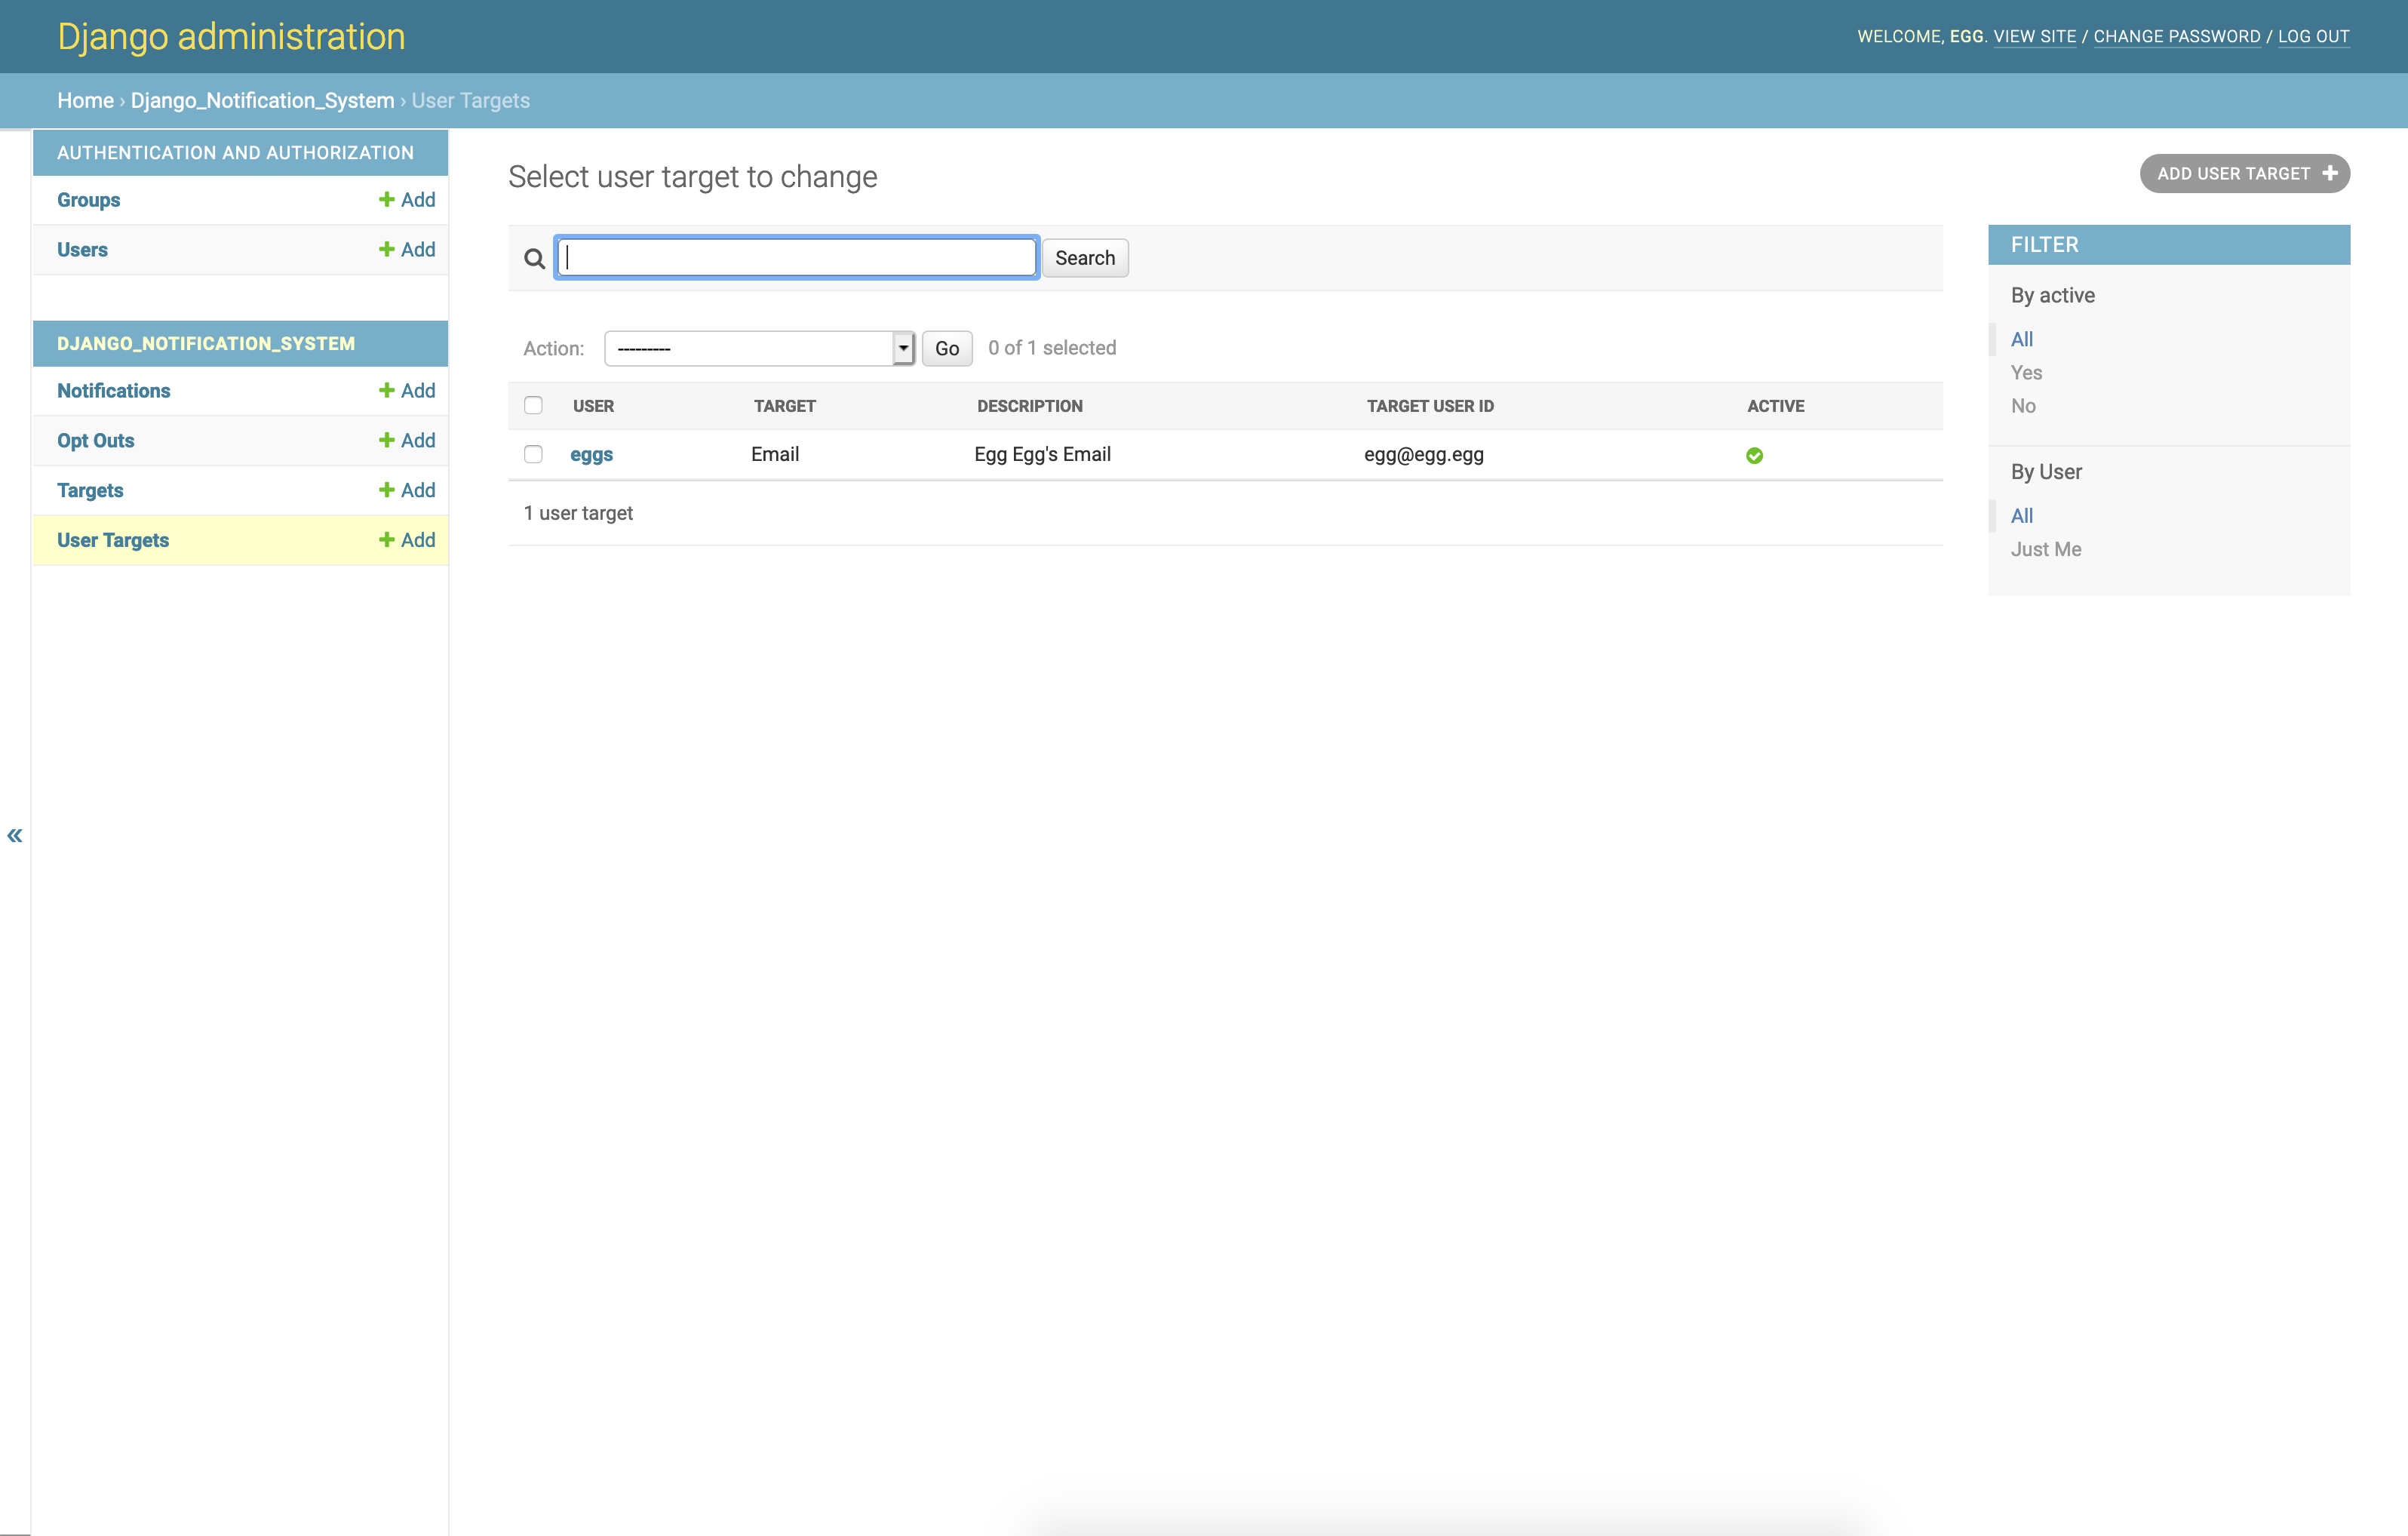 Django administration
WELCOME, EGG. VIEW SITE / CHANGE PASSWORD / LOG OUT
Home › Django_Notification_System › User Targets
AUTHENTICATION AND AUTHORIZATION
Groups + Add
Users + Add
DJANGO_NOTIFICATION_SYSTEM
Notifications + Add
Opt Outs + Add
Targets + Add
User Targets + Add
«
Select user target to change
ADD USER TARGET +
Search
Action: --------- Go 0 of 1 selected
USER TARGET DESCRIPTION TARGET USER ID ACTIVE
eggs Email Egg Egg's Email egg@egg.egg
1 user target
FILTER
By active
All
Yes
No
By User
All
Just Me